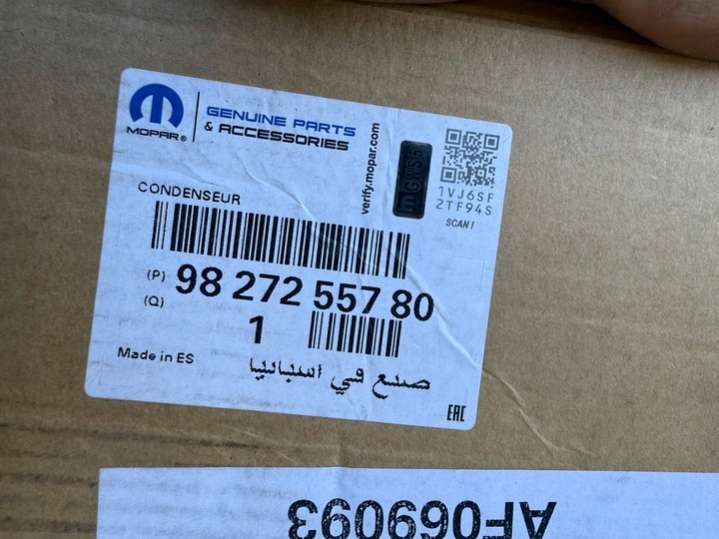 MOPAR®
GENUINE PARTS
& ACCESSORIES
verify.mopar.com
1VJ6SF
2TF94S
SCAN!
CONDENSEUR
(P) 98 272 557 80
(Q) 1
Made in ES
صنع في اسبانيا
EAC
AF069093